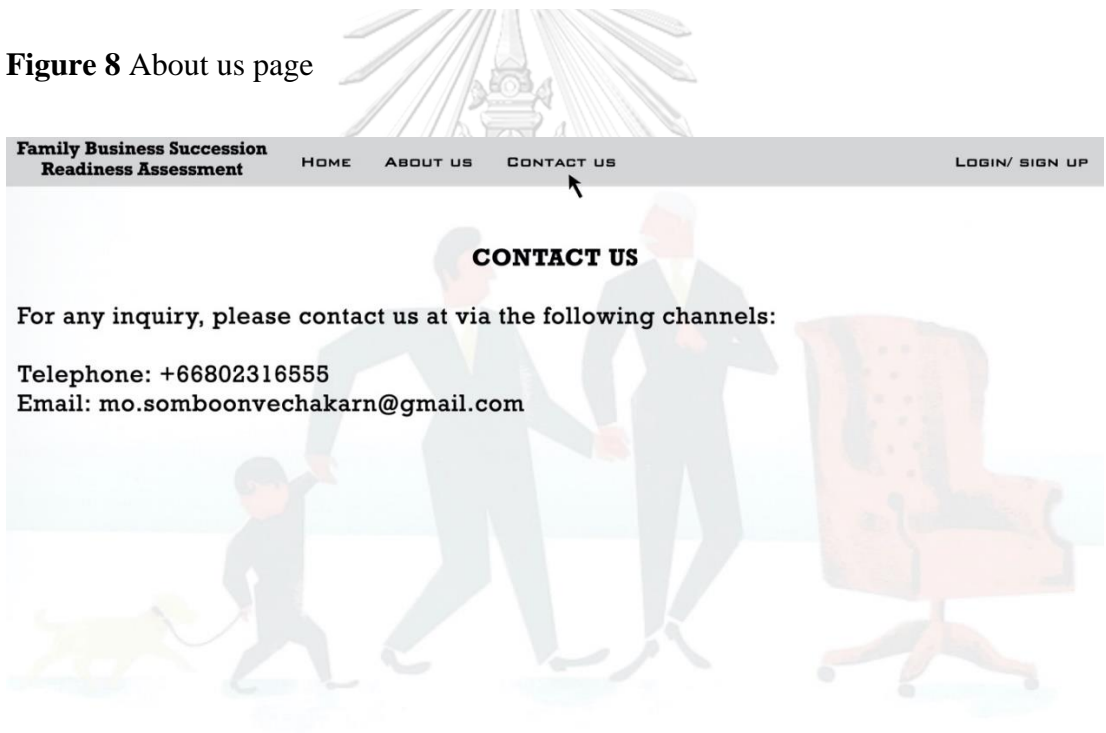 Figure 8 About us page
Family Business Succession
Readiness Assessment
HOME ABOUT US CONTACT US LOGIN/ SIGN UP
CONTACT US
For any inquiry, please contact us at via the following channels:
Telephone: +66802316555
Email: mo.somboonvechakarn@gmail.com